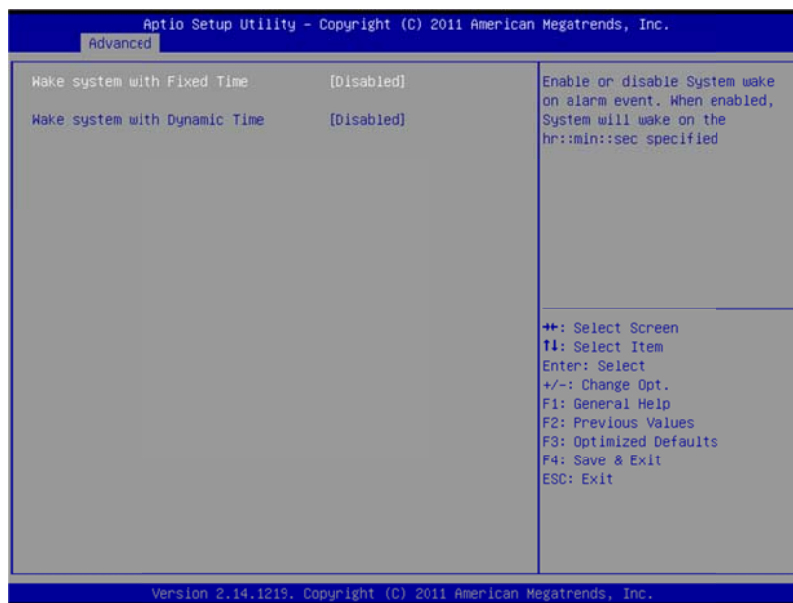 Aptio Setup Utility - Copyright (C) 2011 American Megatrends, Inc.
Advanced
Wake system with Fixed Time [Disabled]
Wake system with Dynamic Time [Disabled]
Enable or disable System wake
on alarm event. When enabled,
System will wake on the
hr::min::sec specified
→←: Select Screen
↑↓: Select Item
Enter: Select
+/-: Change Opt.
F1: General Help
F2: Previous Values
F3: Optimized Defaults
F4: Save & Exit
ESC: Exit
Version 2.14.1219. Copyright (C) 2011 American Megatrends, Inc.